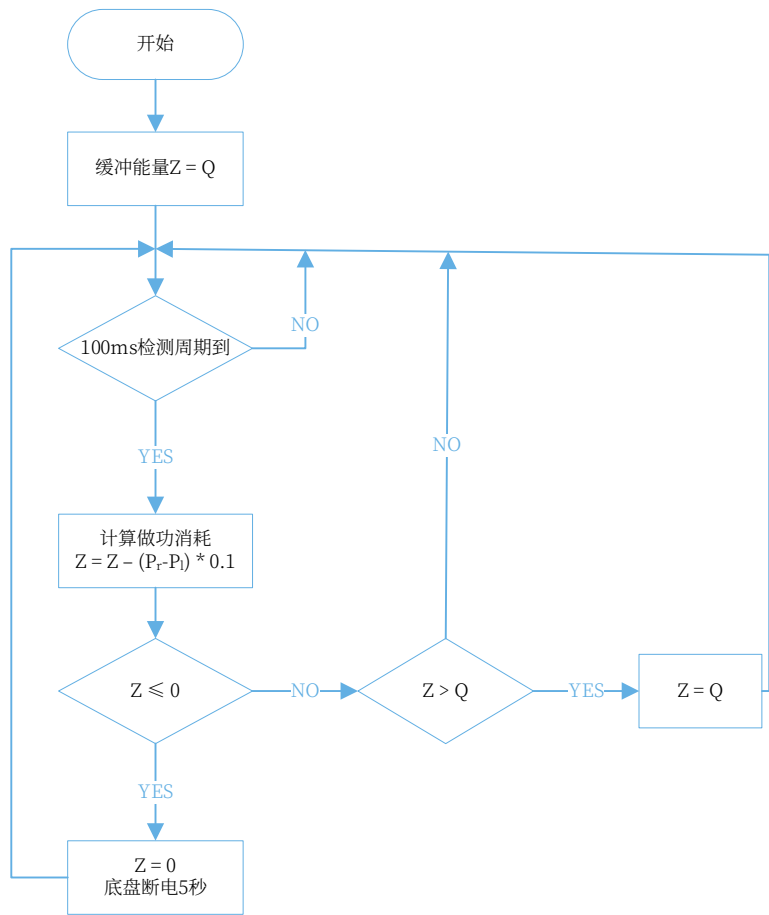 开始
缓冲能量Z = Q
NO
100ms检测周期到
NO
YES
计算做功消耗
Z = Z – (Pᵣ-Pₗ) * 0.1
Z ≤ 0
NO
Z > Q
YES
Z = Q
YES
Z = 0
底盘断电5秒